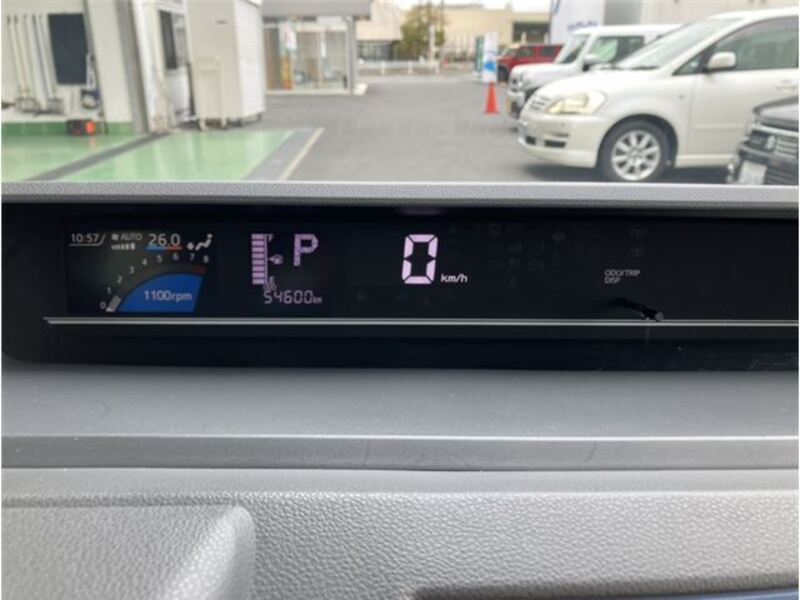 10:57 AUTO 26.0
0 1 2 3 4 5 6 7 8
1100rpm
F
E
P
54600km
0 km/h
ODO/TRIP
DISP